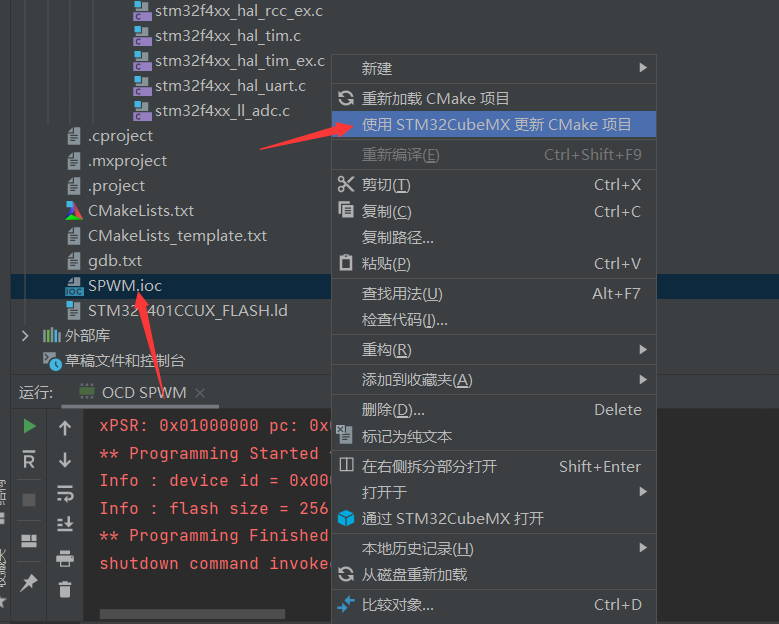 stm32f4xx_hal_rcc_ex.c
stm32f4xx_hal_tim.c
stm32f4xx_hal_tim_ex.c
stm32f4xx_hal_uart.c
stm32f4xx_ll_adc.c
.cproject
.mxproject
.project
CMakeLists.txt
CMakeLists_template.txt
gdb.txt
SPWM.ioc
STM32F401CCUX_FLASH.ld
外部库
草稿文件和控制台
新建
重新加载 CMake 项目
使用 STM32CubeMX 更新 CMake 项目
重新编译(E) Ctrl+Shift+F9
剪切(T) Ctrl+X
复制(C) Ctrl+C
复制路径...
粘贴(P) Ctrl+V
查找用法(U) Alt+F7
检查代码(I)...
重构(R)
添加到收藏夹(A)
删除(D)... Delete
标记为纯文本
在右侧拆分部分打开 Shift+Enter
打开于
通过 STM32CubeMX 打开
本地历史记录(H)
从磁盘重新加载
比较对象... Ctrl+D
运行: OCD SPWM
xPSR: 0x01000000 pc: 0x0
** Programming Started
Info : device id = 0x000
Info : flash size = 256
** Programming Finished
shutdown command invoke